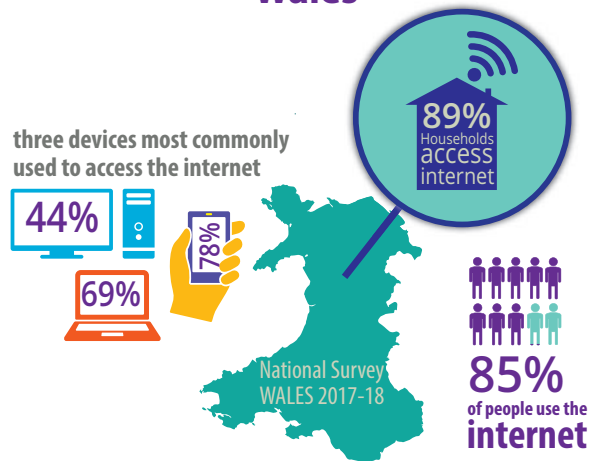 Wales
89%
Households
access
internet
three devices most commonly
used to access the internet
44%
78%
69%
National Survey
WALES 2017-18
85%
of people use the
internet